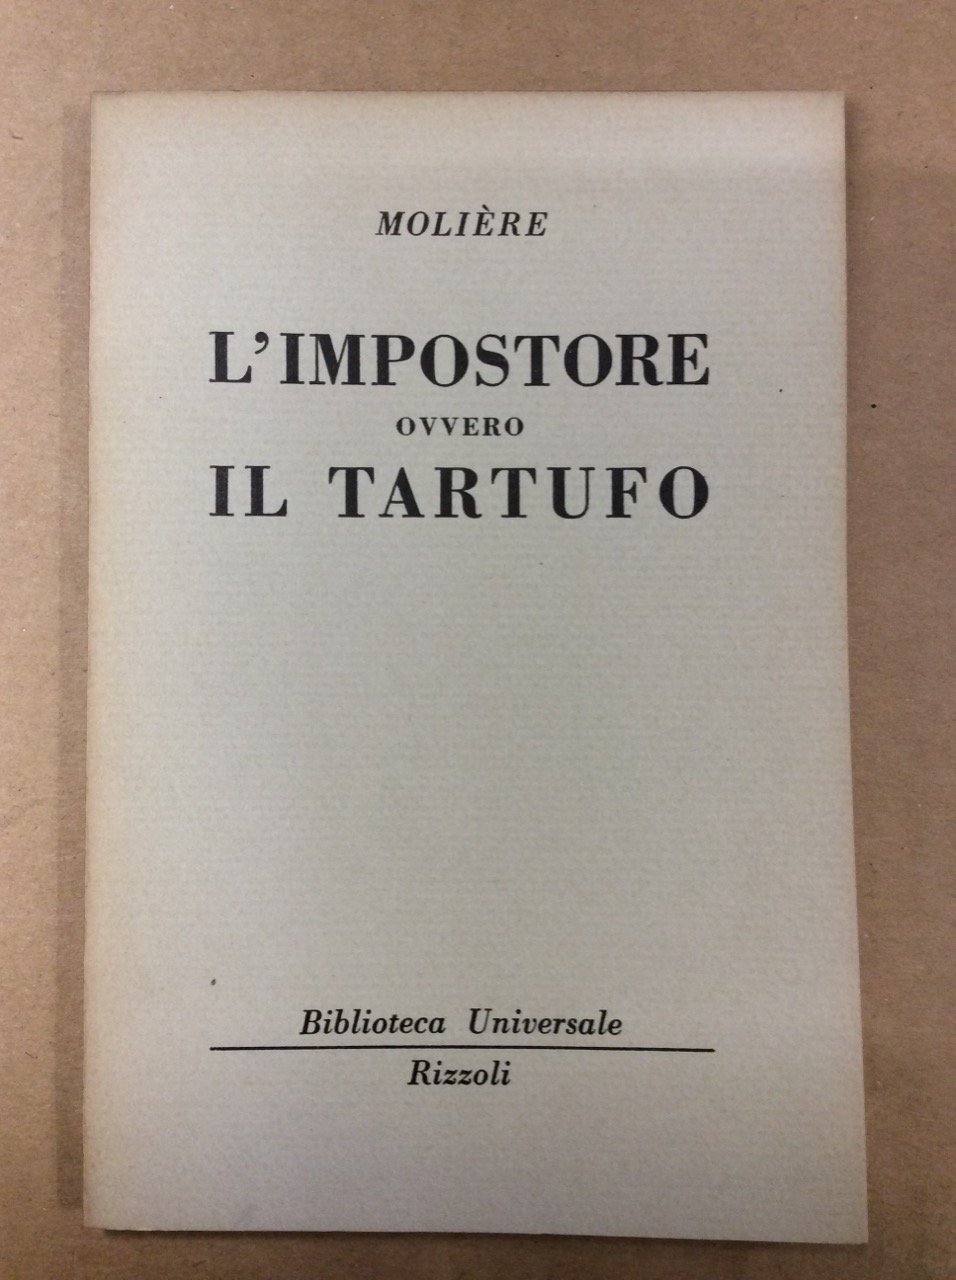 MOLIÈRE
L'IMPOSTORE
OVVERO
IL TARTUFO
Biblioteca Universale
Rizzoli